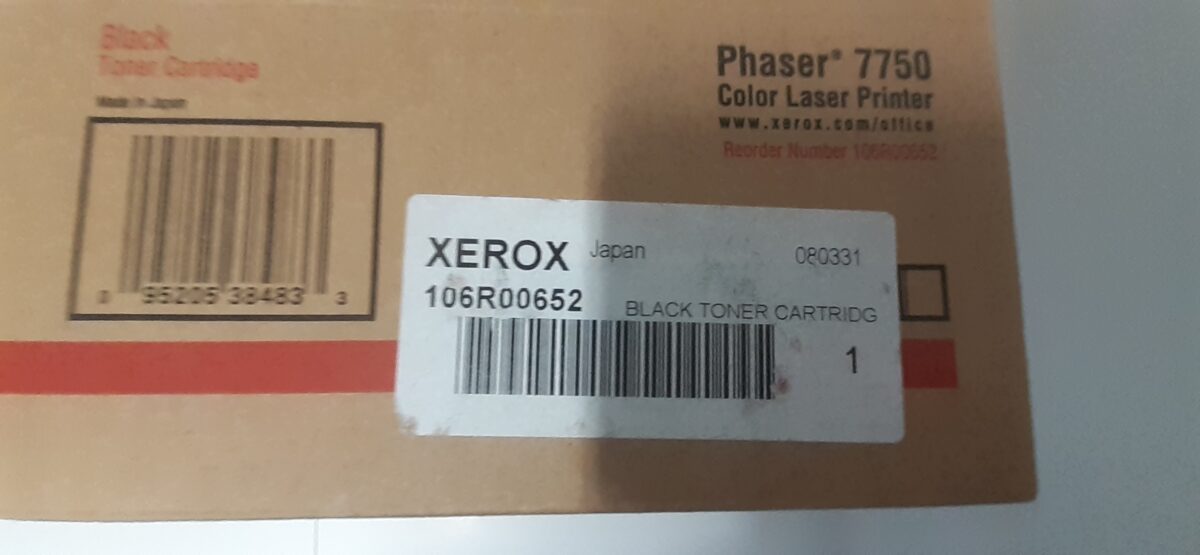 Black
Toner Cartridge
Made in Japan
0 95205 38483 3
Phaser® 7750
Color Laser Printer
www.xerox.com/office
Reorder Number 106R00652
XEROX Japan 080331
106R00652 BLACK TONER CARTRIDG
1